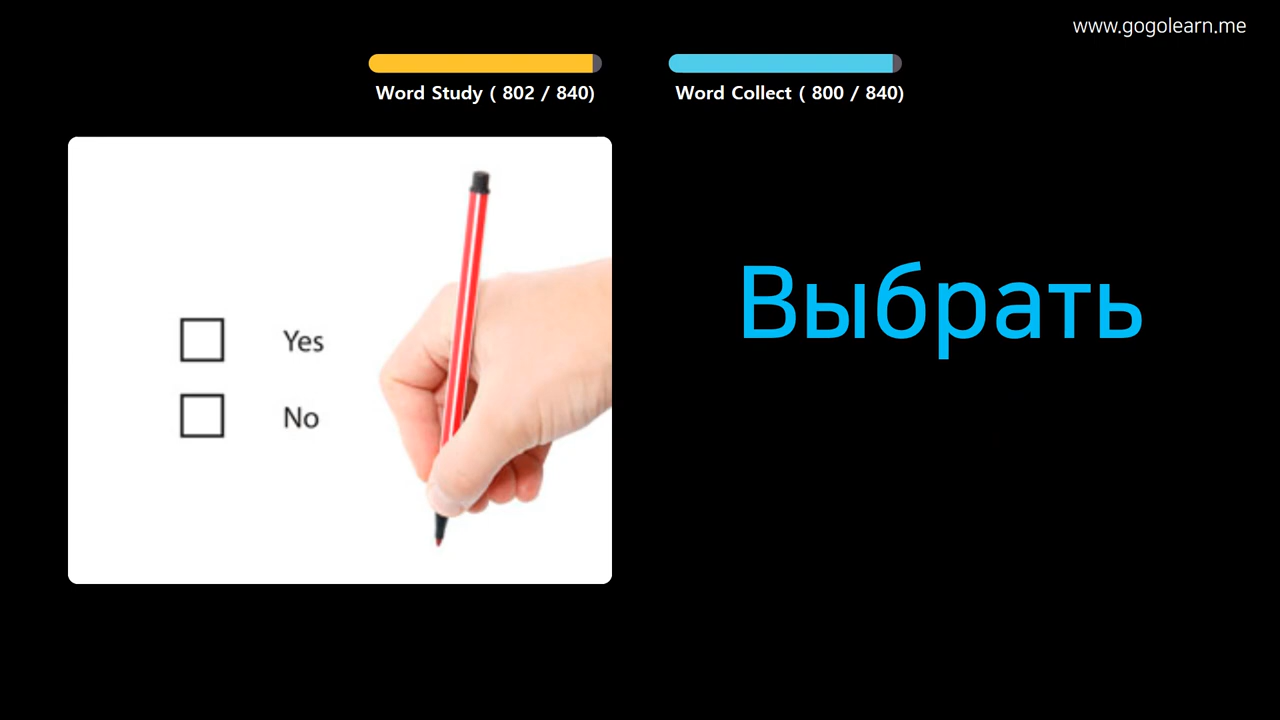 www.gogolearn.me
Word Study ( 802 / 840)
Word Collect ( 800 / 840)
Yes
No
Выбрать